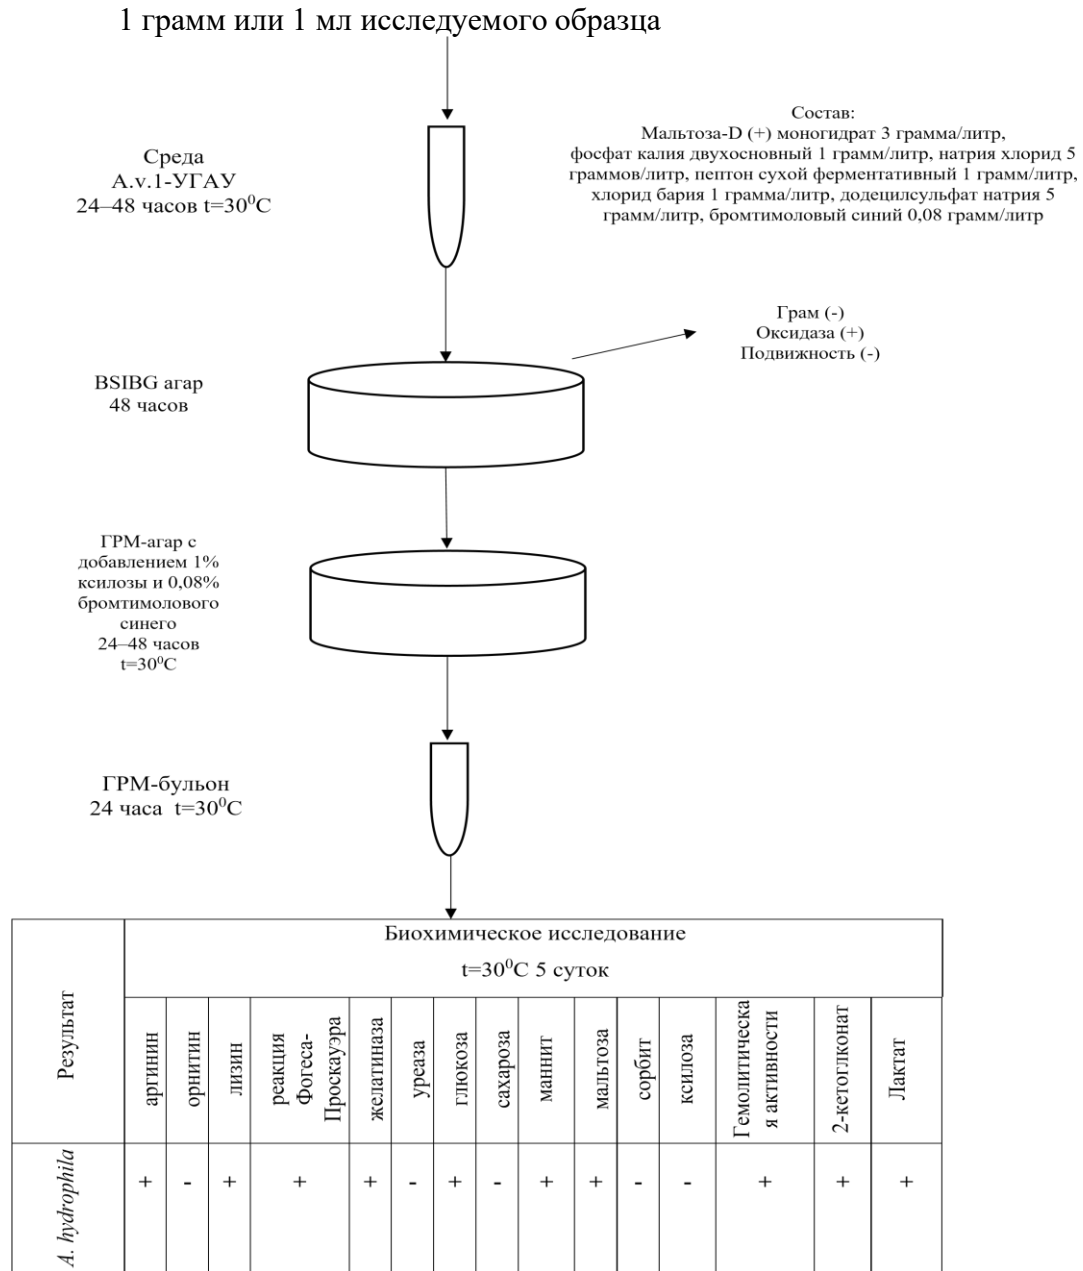 1 грамм или 1 мл исследуемого образца
Среда
A.v.1-УГАУ
24–48 часов t=30⁰C
Состав:
Мальтоза-D (+) моногидрат 3 грамма/литр,
фосфат калия двухосновный 1 грамм/литр, натрия хлорид 5
граммов/литр, пептон сухой ферментативный 1 грамм/литр,
хлорид бария 1 грамма/литр, додецилсульфат натрия 5
грамм/литр, бромтимоловый синий 0,08 грамм/литр
Грам (-)
Оксидаза (+)
Подвижность (-)
BSIBG агар
48 часов
ГРМ-агар с
добавлением 1%
ксилозы и 0,08%
бромтимолового
синего
24–48 часов
t=30⁰C
ГРМ-бульон
24 часа t=30⁰C
Результат
Биохимическое исследование
t=30⁰C 5 суток
аргинин
орнитин
лизин
реакция
Фогеса-
Проскауэра
желатиназа
уреаза
глюкоза
сахароза
маннит
мальтоза
сорбит
ксилоза
Гемолитическа
я активности
2-кетоглконат
Лактат
A. hydrophila
+ - + + + - + - + + - - + + +